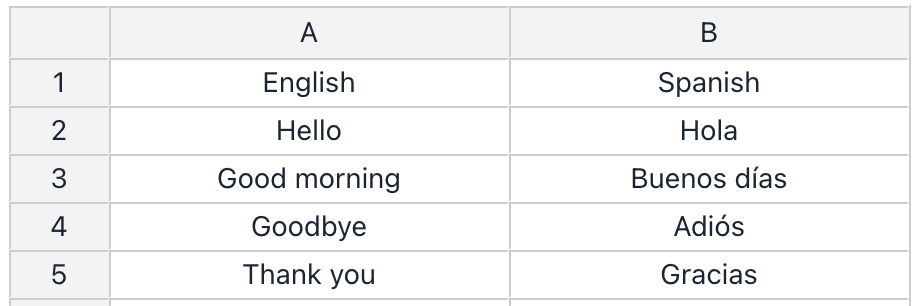 A B
1 English Spanish
2 Hello Hola
3 Good morning Buenos días
4 Goodbye Adiós
5 Thank you Gracias